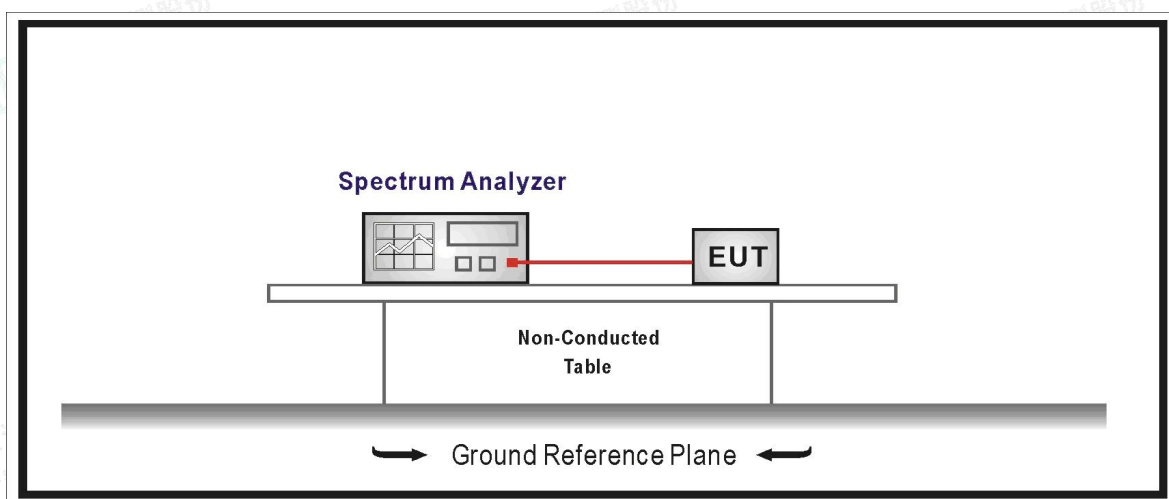 Spectrum Analyzer
EUT
Non-Conducted
Table
Ground Reference Plane